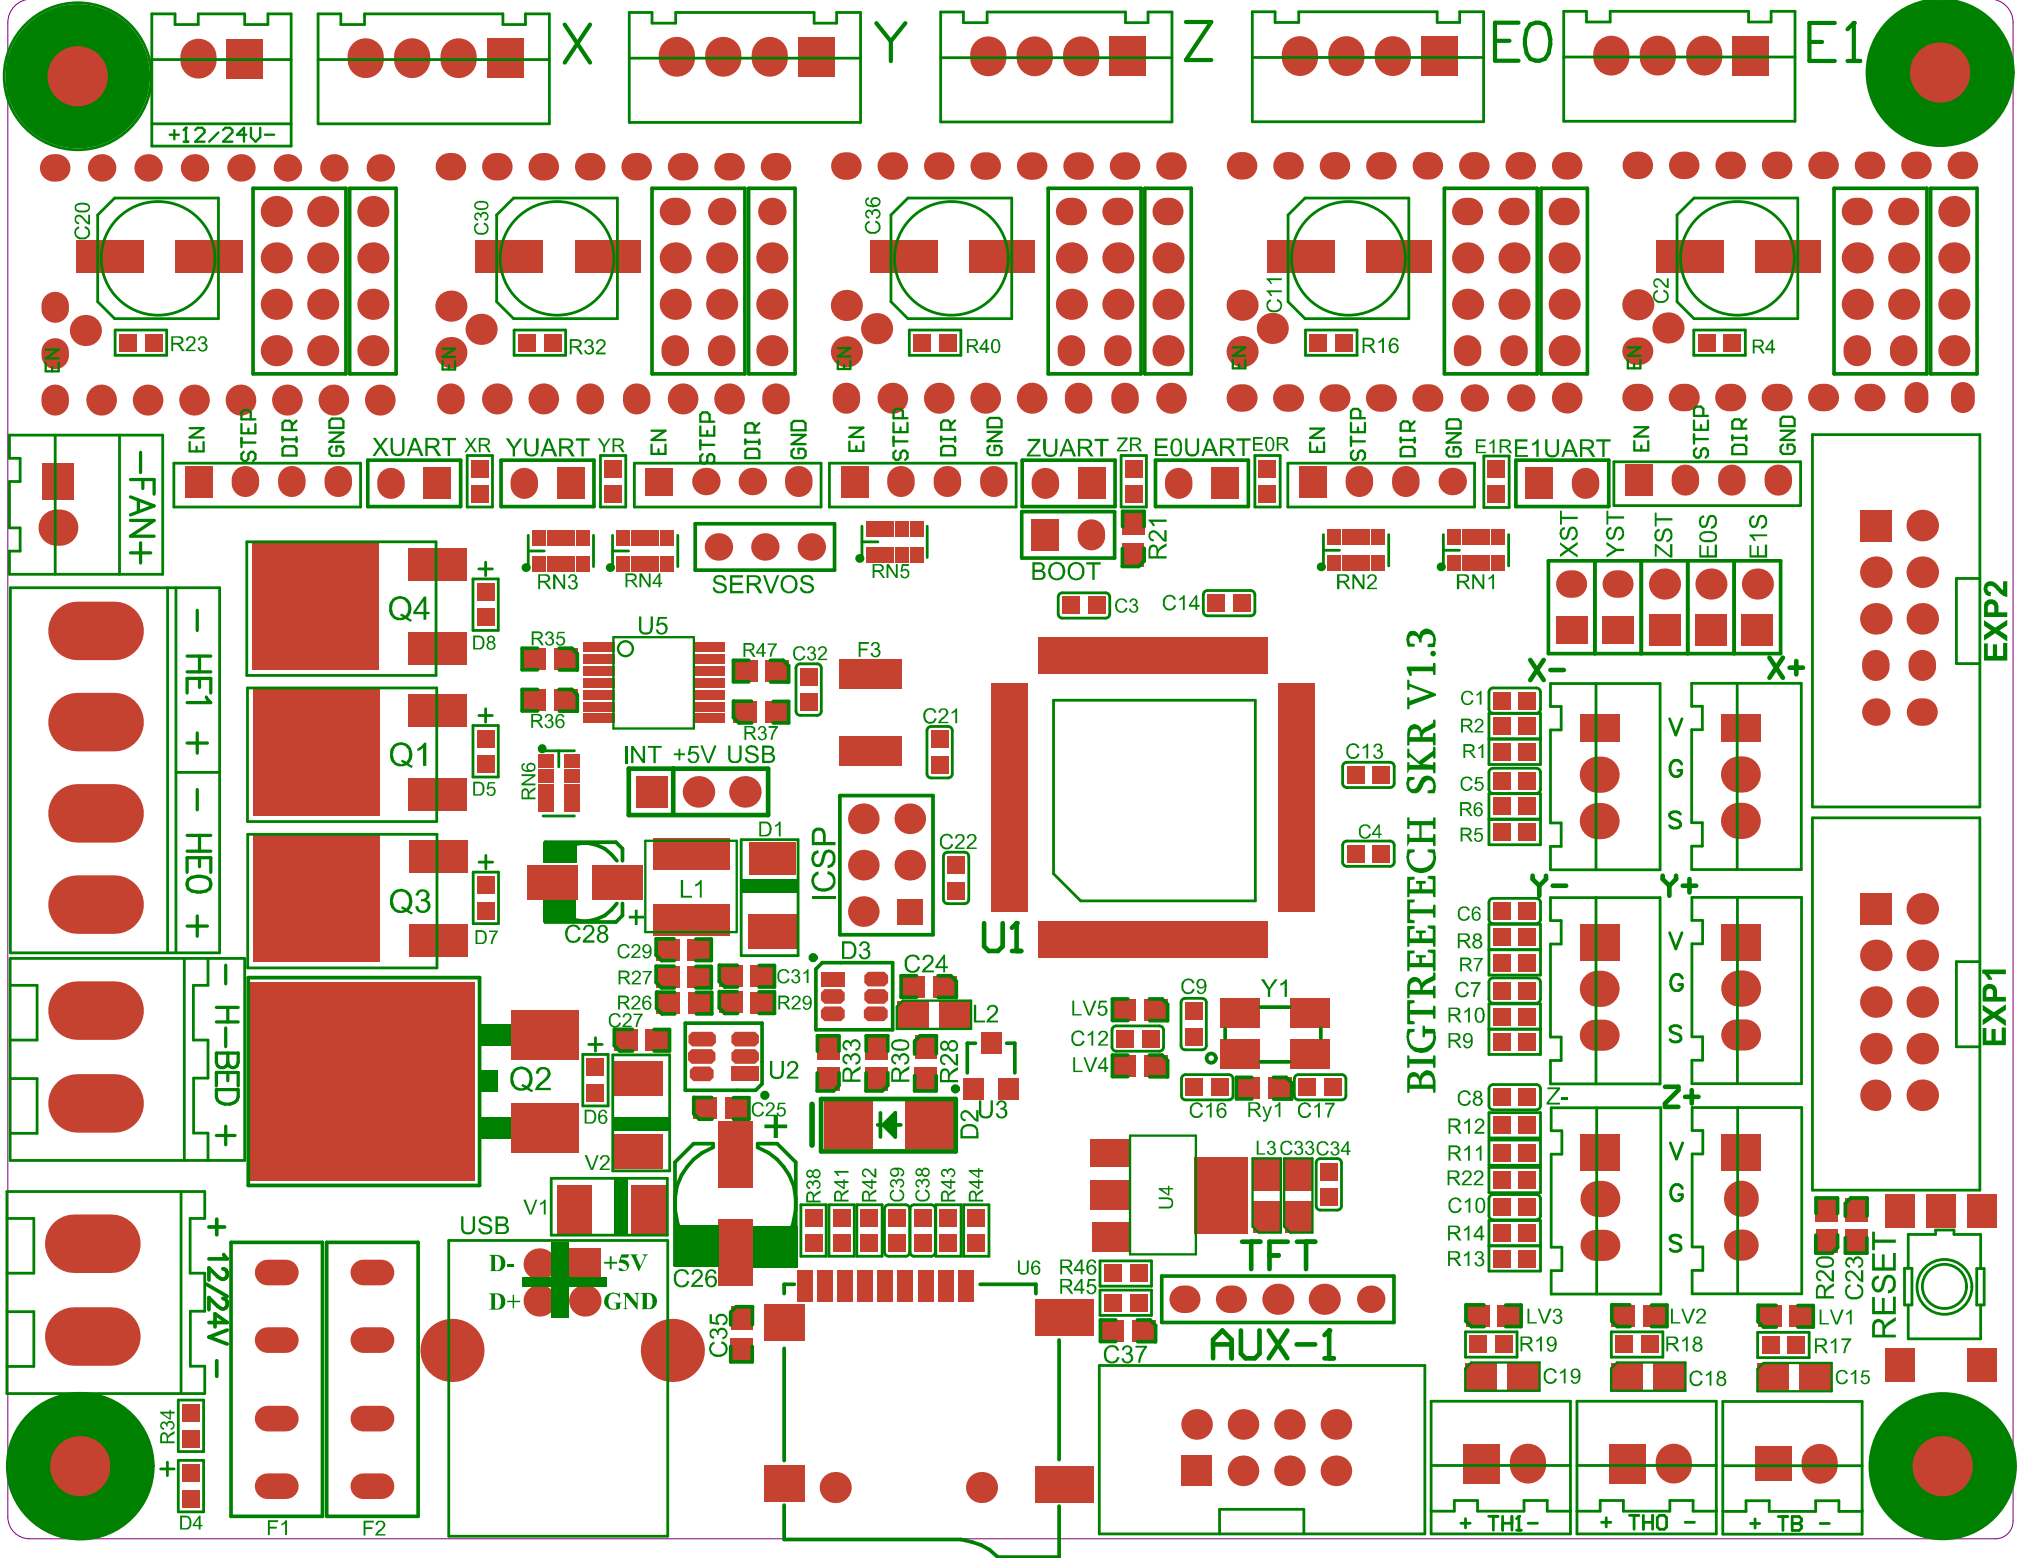 X
Y
Z
E0
E1
+12/24V-
C20
C30
C36
C11
C2
R23
R32
R40
R16
R4
EN
EN
EN
EN
EN
EN
STEP
DIR
GND
XUART
XR
YUART
YR
EN
STEP
DIR
GND
EN
STEP
DIR
GND
ZUART
ZR
E0UART
E0R
EN
STEP
DIR
GND
E1R
E1UART
EN
STEP
DIR
GND
-FAN+
RN3
RN4
SERVOS
RN5
BOOT
R21
RN2
RN1
XST
YST
ZST
E0S
E1S
EXP2
Q4
+
D8
R35
R36
U5
R47
R37
C32
F3
C3
C14
- HE1 +
Q1
+
D5
RN6
INT +5V USB
C21
C13
BIGTREETECH SKR V1.3
X-
X+
C1
R2
R1
C5
R6
R5
V
G
S
- HE0 +
Q3
+
D7
C28
+
L1
D1
ICSP
C22
C4
U1
Y-
Y+
C6
R8
R7
C7
R10
R9
V
G
S
EXP1
- H-BED +
Q2
+
D6
C29
R27
R26
C31
R29
C27
D3
C24
L2
U2
R33
R30
R28
U3
C25
D2
V2
V1
+
C26
LV5
C12
LV4
C9
Y1
C16
Ry1
C17
Z-
Z+
C8
R12
R11
R22
C10
R14
R13
V
G
S
+ 12/24V -
USB
D-
+5V
D+
GND
R38
R41
R42
C39
C38
R43
R44
U6
U4
L3
C33
C34
R46
R45
TFT
C35
C37
AUX-1
LV3
R19
C19
LV2
R18
C18
LV1
R17
C15
R20
C23
RESET
R34
+
D4
F1
F2
+ TH1-
+ TH0 -
+ TB -